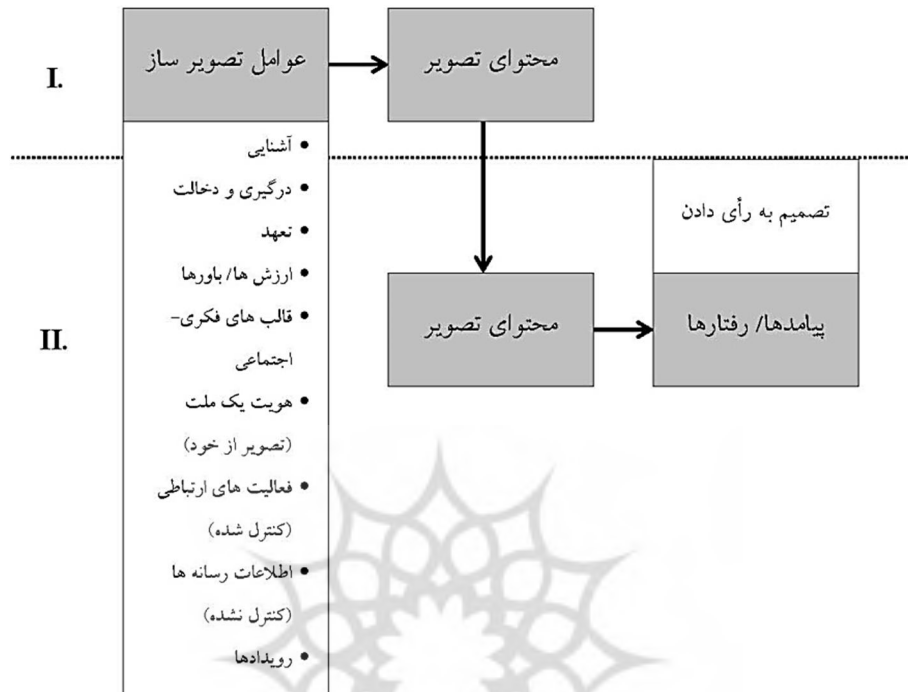 I.
عوامل تصویر ساز
محتوای تصویر
• آشنایی
• درگیری و دخالت
• تعهد
• ارزش ها/ باورها
• قالب های فکری-
اجتماعی
• هویت یک ملت
(تصویر از خود)
• فعالیت های ارتباطی
(کنترل شده)
• اطلاعات رسانه ها
(کنترل نشده)
• رویدادها
II.
محتوای تصویر
تصمیم به رأی دادن
پیامدها/ رفتارها